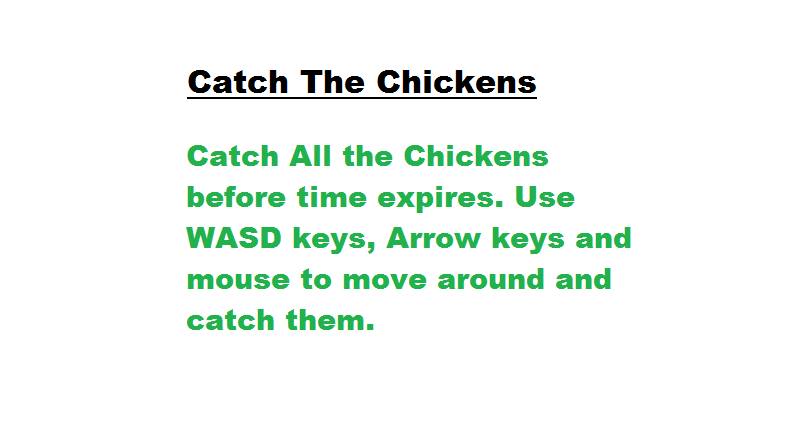 Catch The Chickens
Catch All the Chickens
before time expires. Use
WASD keys, Arrow keys and
mouse to move around and
catch them.